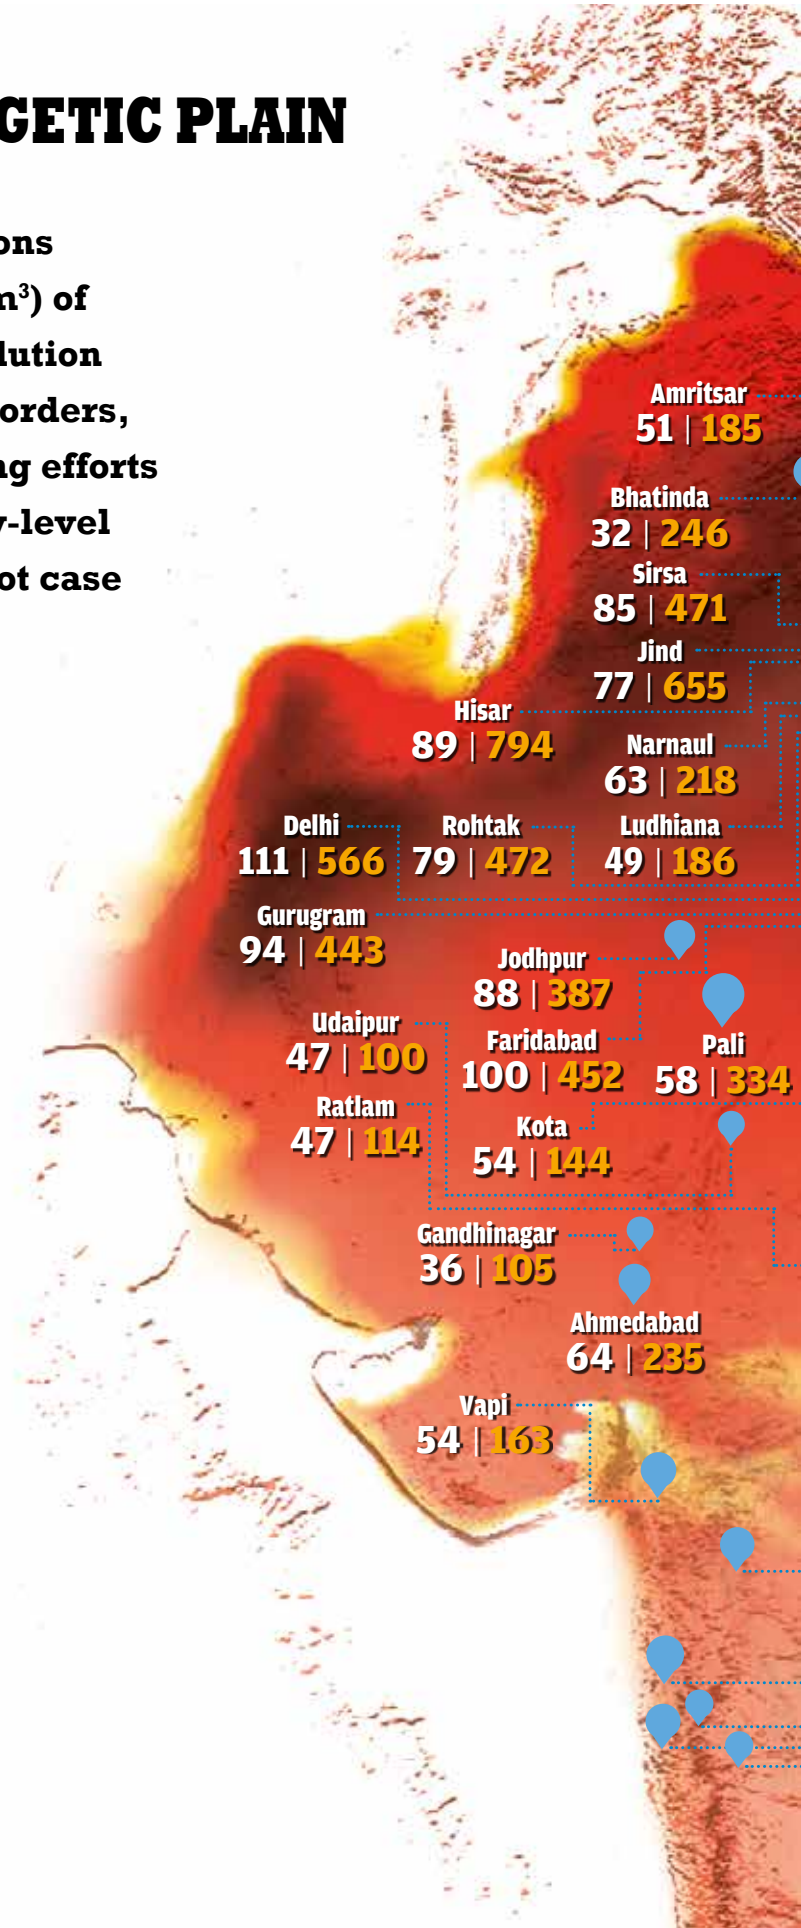 GETIC PLAIN
ons
m³) of
lution
orders,
ng efforts
y-level
ot case
Amritsar
51 | 185
Bhatinda
32 | 246
Sirsa
85 | 471
Jind
77 | 655
Hisar
89 | 794
Narnaul
63 | 218
Delhi
111 | 566
Rohtak
79 | 472
Ludhiana
49 | 186
Gurugram
94 | 443
Jodhpur
88 | 387
Udaipur
47 | 100
Faridabad
100 | 452
Pali
58 | 334
Ratlam
47 | 114
Kota
54 | 144
Gandhinagar
36 | 105
Ahmedabad
64 | 235
Vapi
54 | 163